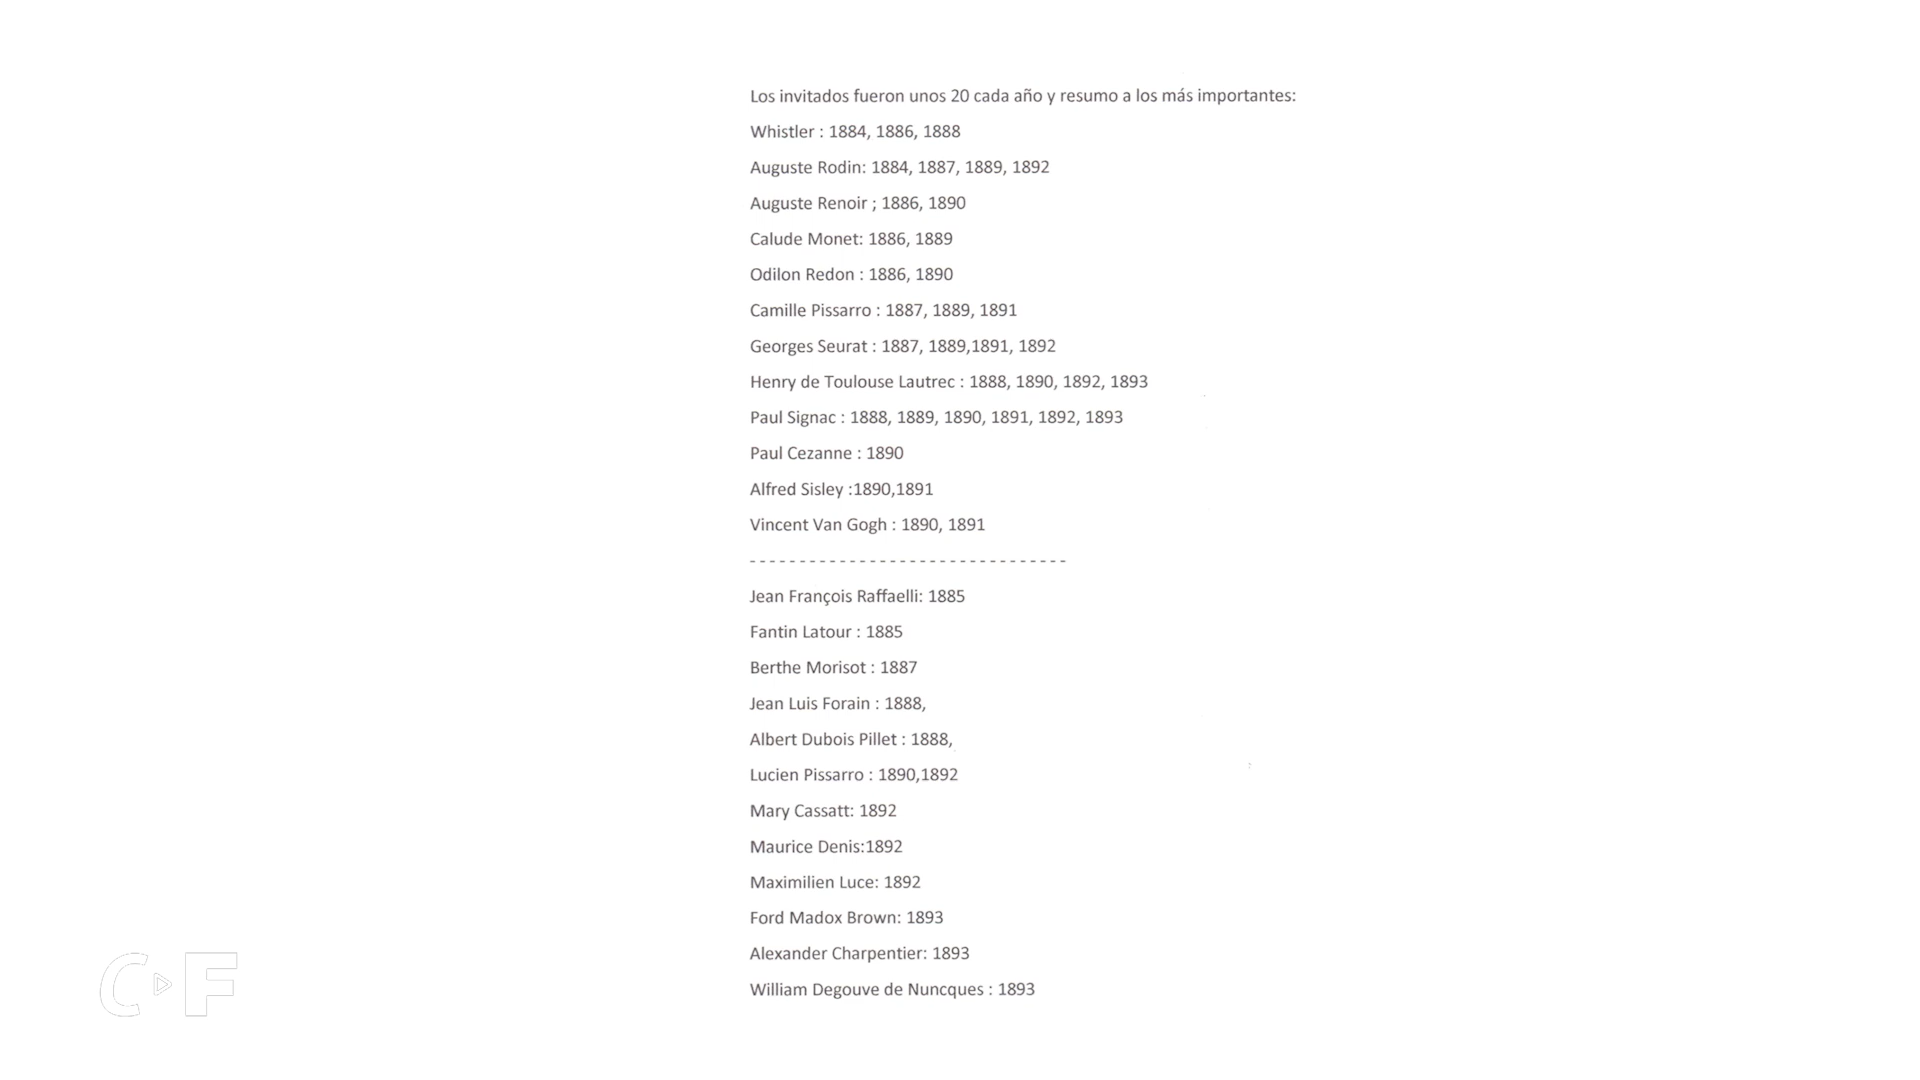 Los invitados fueron unos 20 cada año y resumo a los más importantes:
Whistler : 1884, 1886, 1888
Auguste Rodin: 1884, 1887, 1889, 1892
Auguste Renoir ; 1886, 1890
Calude Monet: 1886, 1889
Odilon Redon : 1886, 1890
Camille Pissarro : 1887, 1889, 1891
Georges Seurat : 1887, 1889,1891, 1892
Henry de Toulouse Lautrec : 1888, 1890, 1892, 1893
Paul Signac : 1888, 1889, 1890, 1891, 1892, 1893
Paul Cezanne : 1890
Alfred Sisley :1890,1891
Vincent Van Gogh : 1890, 1891
- - - - - - - - - - - - - - - - - - - - - - - - - - - - - - - -
Jean François Raffaelli: 1885
Fantin Latour : 1885
Berthe Morisot : 1887
Jean Luis Forain : 1888,
Albert Dubois Pillet : 1888,
Lucien Pissarro : 1890,1892
Mary Cassatt: 1892
Maurice Denis:1892
Maximilien Luce: 1892
Ford Madox Brown: 1893
Alexander Charpentier: 1893
William Degouve de Nuncques : 1893
C F